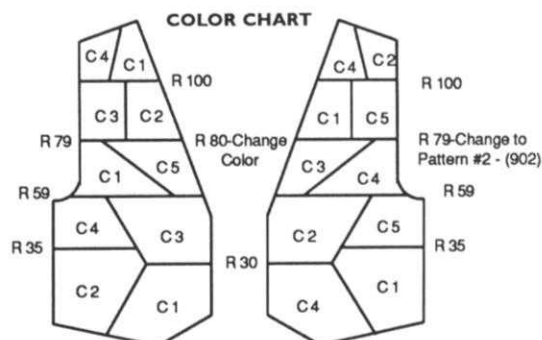 COLOR CHART
C4 C1
C4 C2
R 100
R 100
C3 C2
C1 C5
R 79
R 80-Change
Color
R 79-Change to
Pattern #2 - (902)
C1 C5
C3 C4
R 59
R 59
C4 C3
C2 C5
R 35
R 30
R 35
C2 C1
C4 C1